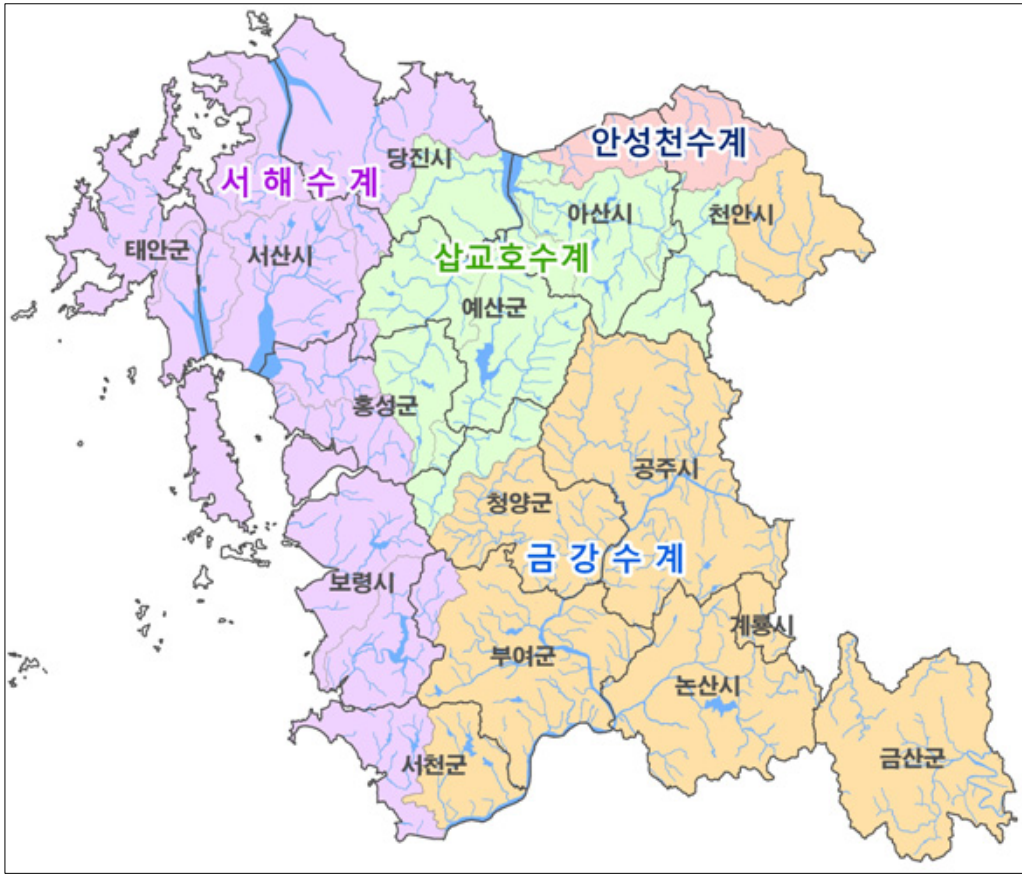 안성천수계
당진시
서 해 수 계
아산시
천안시
태안군
서산시
삽교호수계
예산군
홍성군
공주시
청양군
금 강 수 계
보령시
계룡시
부여군
논산시
서천군
금산군